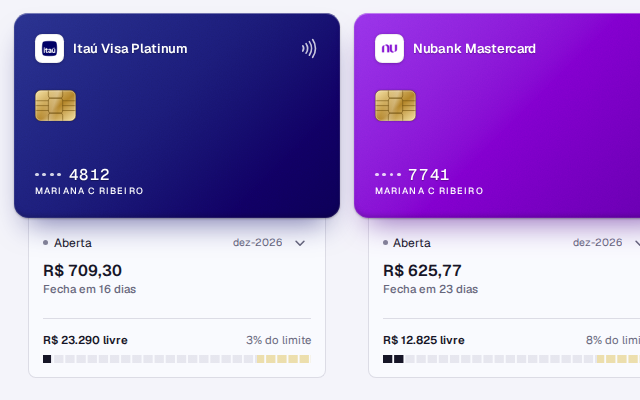 itaú Itaú Visa Platinum
•••• 4812
MARIANA C RIBEIRO
Aberta dez-2026
R$ 709,30
Fecha em 16 dias
R$ 23.290 livre 3% do limite
nu Nubank Mastercard
•••• 7741
MARIANA C RIBEIRO
Aberta dez-2026
R$ 625,77
Fecha em 23 dias
R$ 12.825 livre 8% do limi